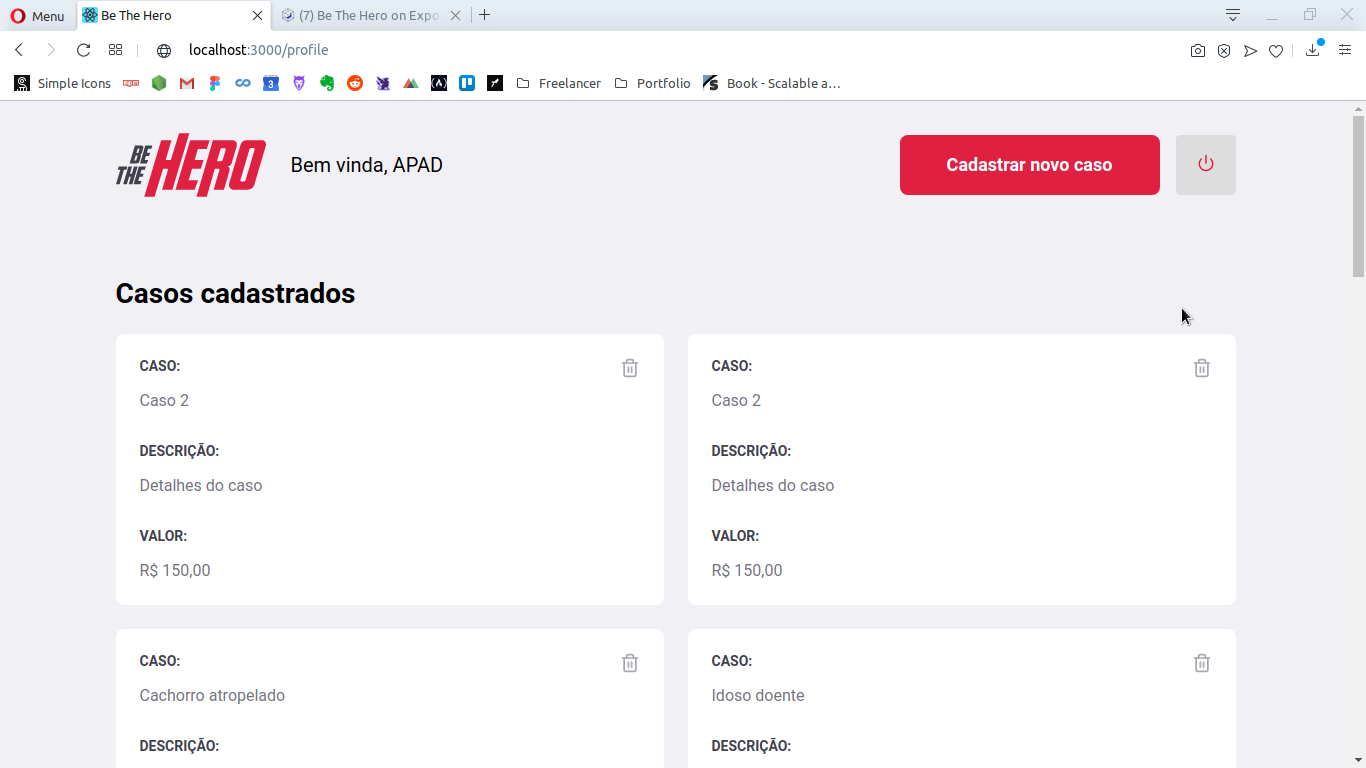 Menu
Be The Hero
(7) Be The Hero on Expo
localhost:3000/profile
Simple Icons
3
Freelancer
Portfolio
Book - Scalable a…
BE THE HERO
Bem vinda, APAD
Cadastrar novo caso
Casos cadastrados
CASO:
Caso 2
DESCRIÇÃO:
Detalhes do caso
VALOR:
R$ 150,00
CASO:
Caso 2
DESCRIÇÃO:
Detalhes do caso
VALOR:
R$ 150,00
CASO:
Cachorro atropelado
DESCRIÇÃO:
CASO:
Idoso doente
DESCRIÇÃO: